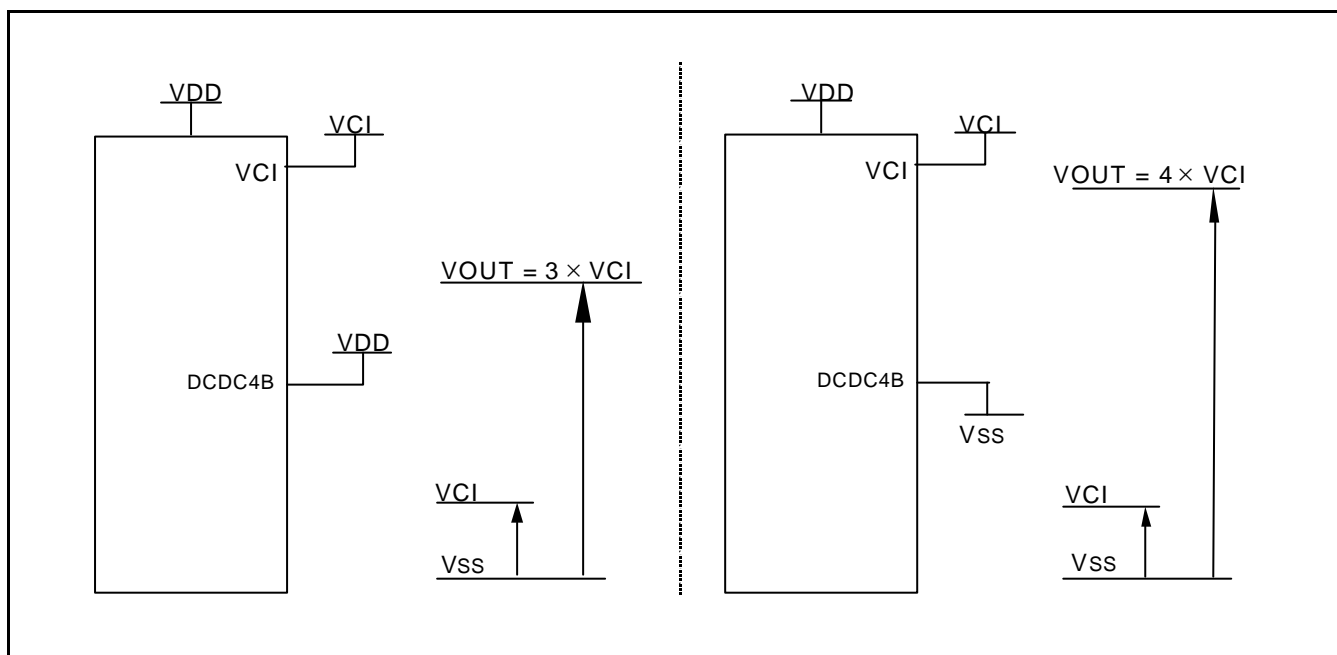 VDD
VCI
VCI
VOUT = 3 × VCI
VDD
DCDC4B
VCI
VSS
VDD
VCI
VCI
VOUT = 4 × VCI
DCDC4B
VSS
VCI
VSS